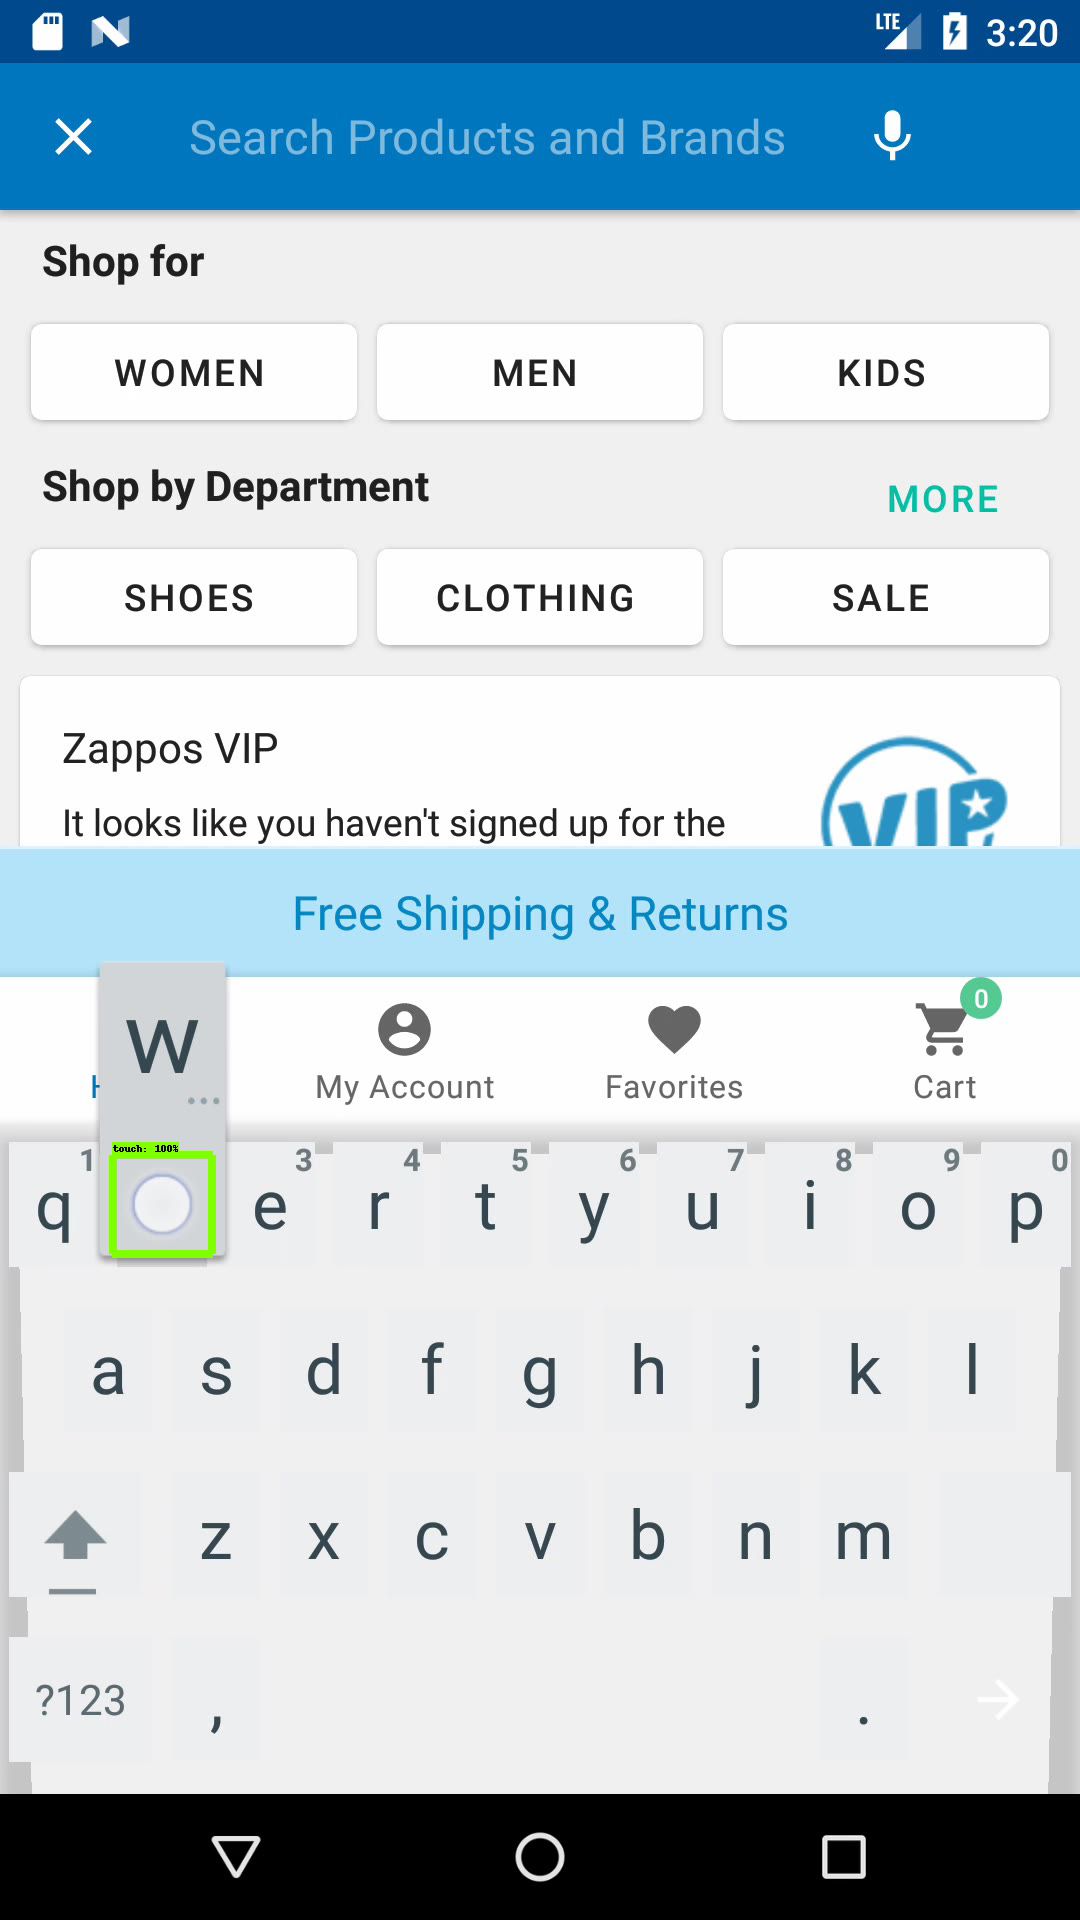 LTE 3:20
Search Products and Brands
Shop for
WOMEN MEN KIDS
Shop by Department MORE
SHOES CLOTHING SALE
Zappos VIP
It looks like you haven't signed up for the
VIP
Free Shipping & Returns
0
w
My Account Favorites Cart
touch: 100%
1 3 4 5 6 7 8 9 0
q e r t y u i o p
a s d f g h j k l
z x c v b n m
?123 , .